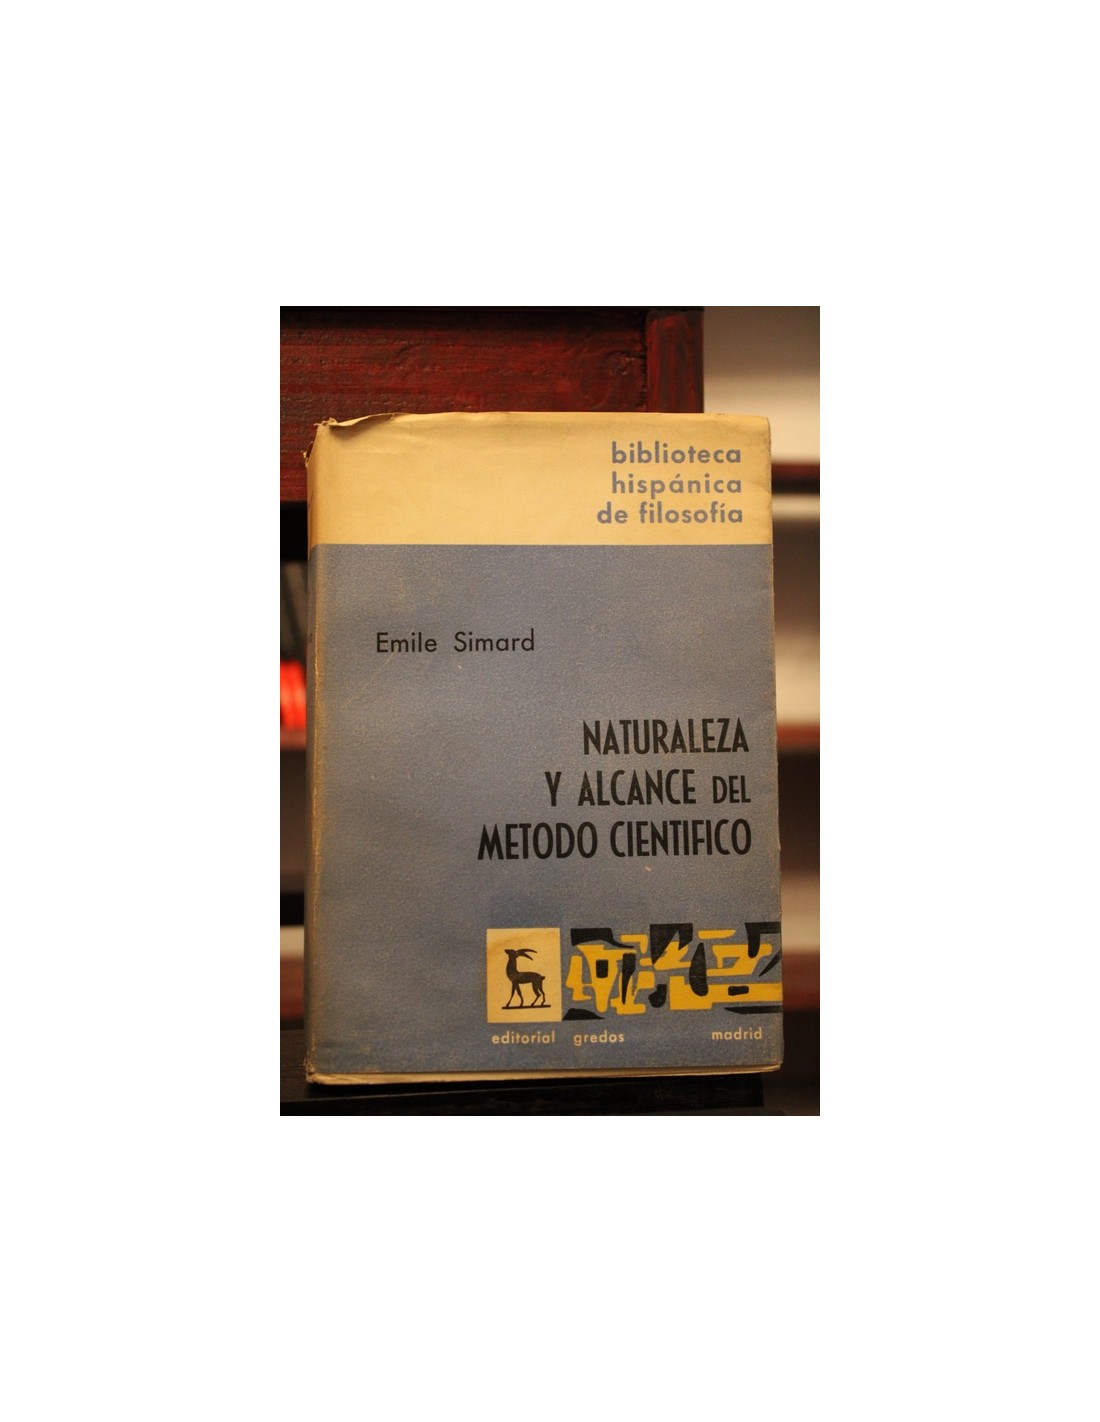 biblioteca
hispánica
de filosofía
Emile Simard
NATURALEZA
Y ALCANCE DEL
METODO CIENTIFICO
editorial gredos madrid